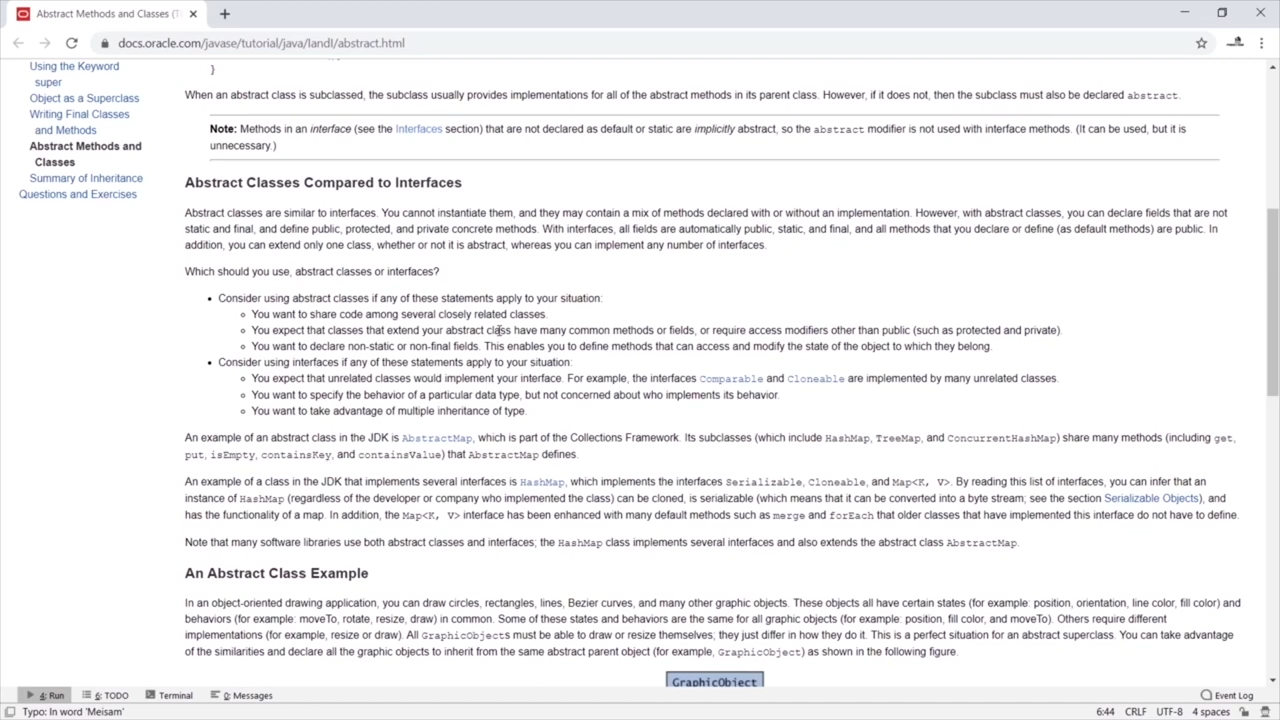 Abstract Methods and Classes (T
docs.oracle.com/javase/tutorial/java/IandI/abstract.html
Using the Keyword
super
Object as a Superclass
Writing Final Classes
and Methods
Abstract Methods and
Classes
Summary of Inheritance
Questions and Exercises
}
When an abstract class is subclassed, the subclass usually provides implementations for all of the abstract methods in its parent class. However, if it does not, then the subclass must also be declared abstract.
Note: Methods in an interface (see the Interfaces section) that are not declared as default or static are implicitly abstract, so the abstract modifier is not used with interface methods. (It can be used, but it is
unnecessary.)
Abstract Classes Compared to Interfaces
Abstract classes are similar to interfaces. You cannot instantiate them, and they may contain a mix of methods declared with or without an implementation. However, with abstract classes, you can declare fields that are not
static and final, and define public, protected, and private concrete methods. With interfaces, all fields are automatically public, static, and final, and all methods that you declare or define (as default methods) are public. In
addition, you can extend only one class, whether or not it is abstract, whereas you can implement any number of interfaces.
Which should you use, abstract classes or interfaces?
• Consider using abstract classes if any of these statements apply to your situation:
◦ You want to share code among several closely related classes.
◦ You expect that classes that extend your abstract class have many common methods or fields, or require access modifiers other than public (such as protected and private).
◦ You want to declare non-static or non-final fields. This enables you to define methods that can access and modify the state of the object to which they belong.
• Consider using interfaces if any of these statements apply to your situation:
◦ You expect that unrelated classes would implement your interface. For example, the interfaces Comparable and Cloneable are implemented by many unrelated classes.
◦ You want to specify the behavior of a particular data type, but not concerned about who implements its behavior.
◦ You want to take advantage of multiple inheritance of type.
An example of an abstract class in the JDK is AbstractMap, which is part of the Collections Framework. Its subclasses (which include HashMap, TreeMap, and ConcurrentHashMap) share many methods (including get,
put, isEmpty, containsKey, and containsValue) that AbstractMap defines.
An example of a class in the JDK that implements several interfaces is HashMap, which implements the interfaces Serializable, Cloneable, and Map<K, V>. By reading this list of interfaces, you can infer that an
instance of HashMap (regardless of the developer or company who implemented the class) can be cloned, is serializable (which means that it can be converted into a byte stream; see the section Serializable Objects), and
has the functionality of a map. In addition, the Map<K, V> interface has been enhanced with many default methods such as merge and forEach that older classes that have implemented this interface do not have to define.
Note that many software libraries use both abstract classes and interfaces; the HashMap class implements several interfaces and also extends the abstract class AbstractMap.
An Abstract Class Example
In an object-oriented drawing application, you can draw circles, rectangles, lines, Bezier curves, and many other graphic objects. These objects all have certain states (for example: position, orientation, line color, fill color) and
behaviors (for example: moveTo, rotate, resize, draw) in common. Some of these states and behaviors are the same for all graphic objects (for example: position, fill color, and moveTo). Others require different
implementations (for example, resize or draw). All GraphicObjects must be able to draw or resize themselves; they just differ in how they do it. This is a perfect situation for an abstract superclass. You can take advantage
of the similarities and declare all the graphic objects to inherit from the same abstract parent object (for example, GraphicObject) as shown in the following figure.
GraphicObject
4: Run 6: TODO Terminal 0: Messages Event Log
Typo: In word 'Meisam' 6:44 CRLF UTF-8 4 spaces